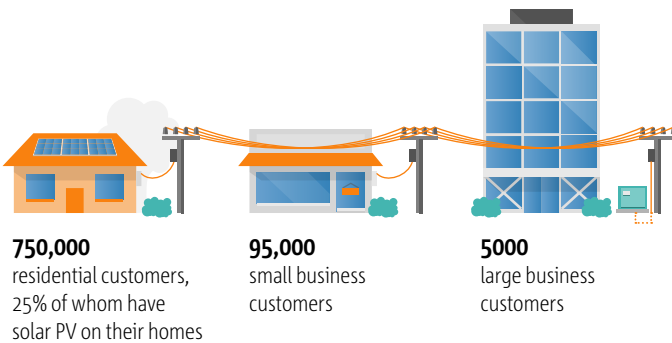 750,000
residential customers,
25% of whom have
solar PV on their homes
95,000
small business
customers
5000
large business
customers